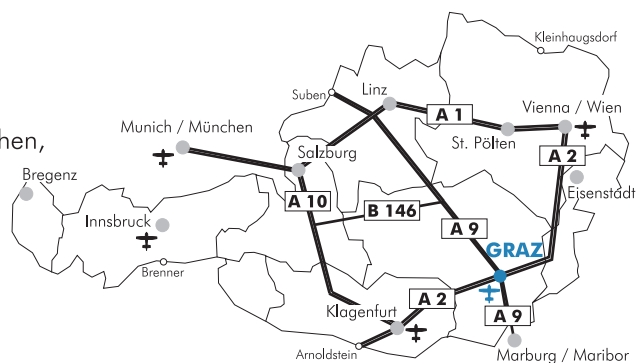 Kleinhaugsdorf
Suben
Linz
A 1
Vienna / Wien
Munich / München
St. Pölten
chen,
Salzburg
A 2
Bregenz
Eisenstadt
A 10
B 146
Innsbruck
A 9
GRAZ
Brenner
A 2
Klagenfurt
A 9
Arnoldstein
Marburg / Maribor